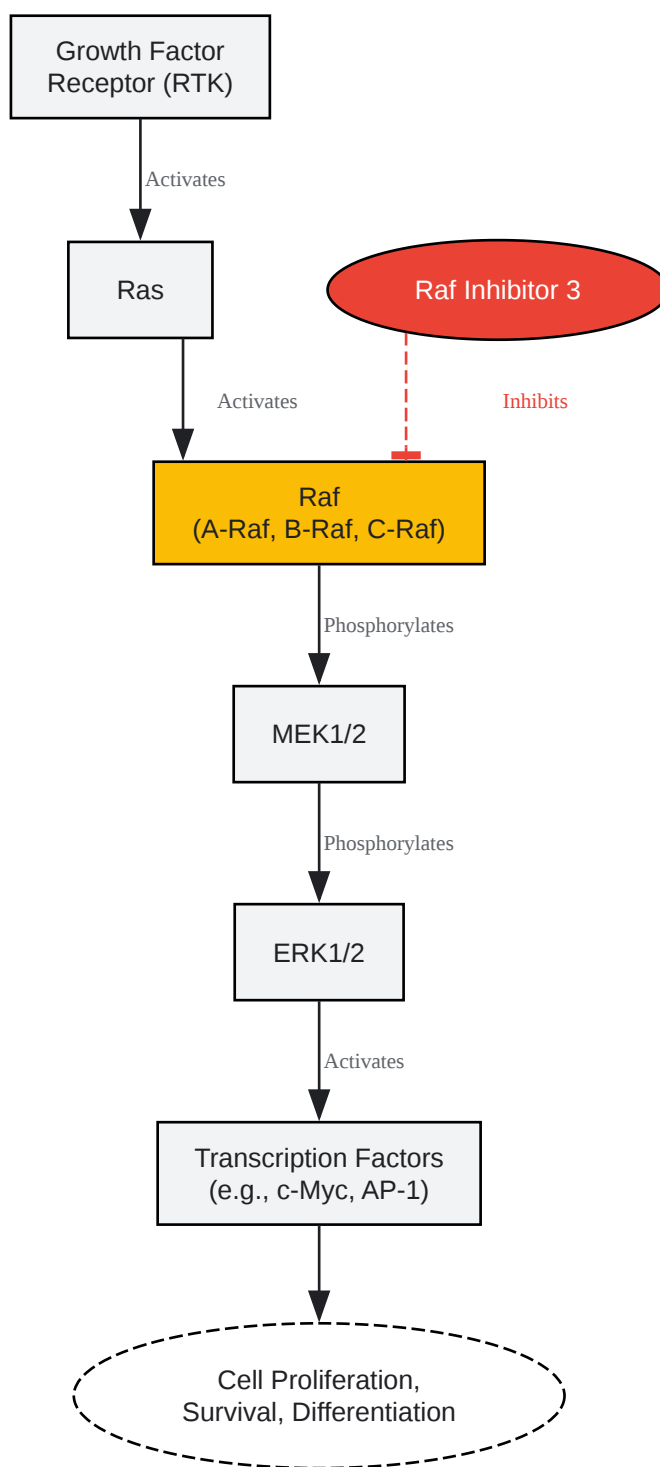 Growth Factor
Receptor (RTK)
Activates
Ras
Raf Inhibitor 3
Activates
Inhibits
Raf
(A-Raf, B-Raf, C-Raf)
Phosphorylates
MEK1/2
Phosphorylates
ERK1/2
Activates
Transcription Factors
(e.g., c-Myc, AP-1)
Cell Proliferation,
Survival, Differentiation